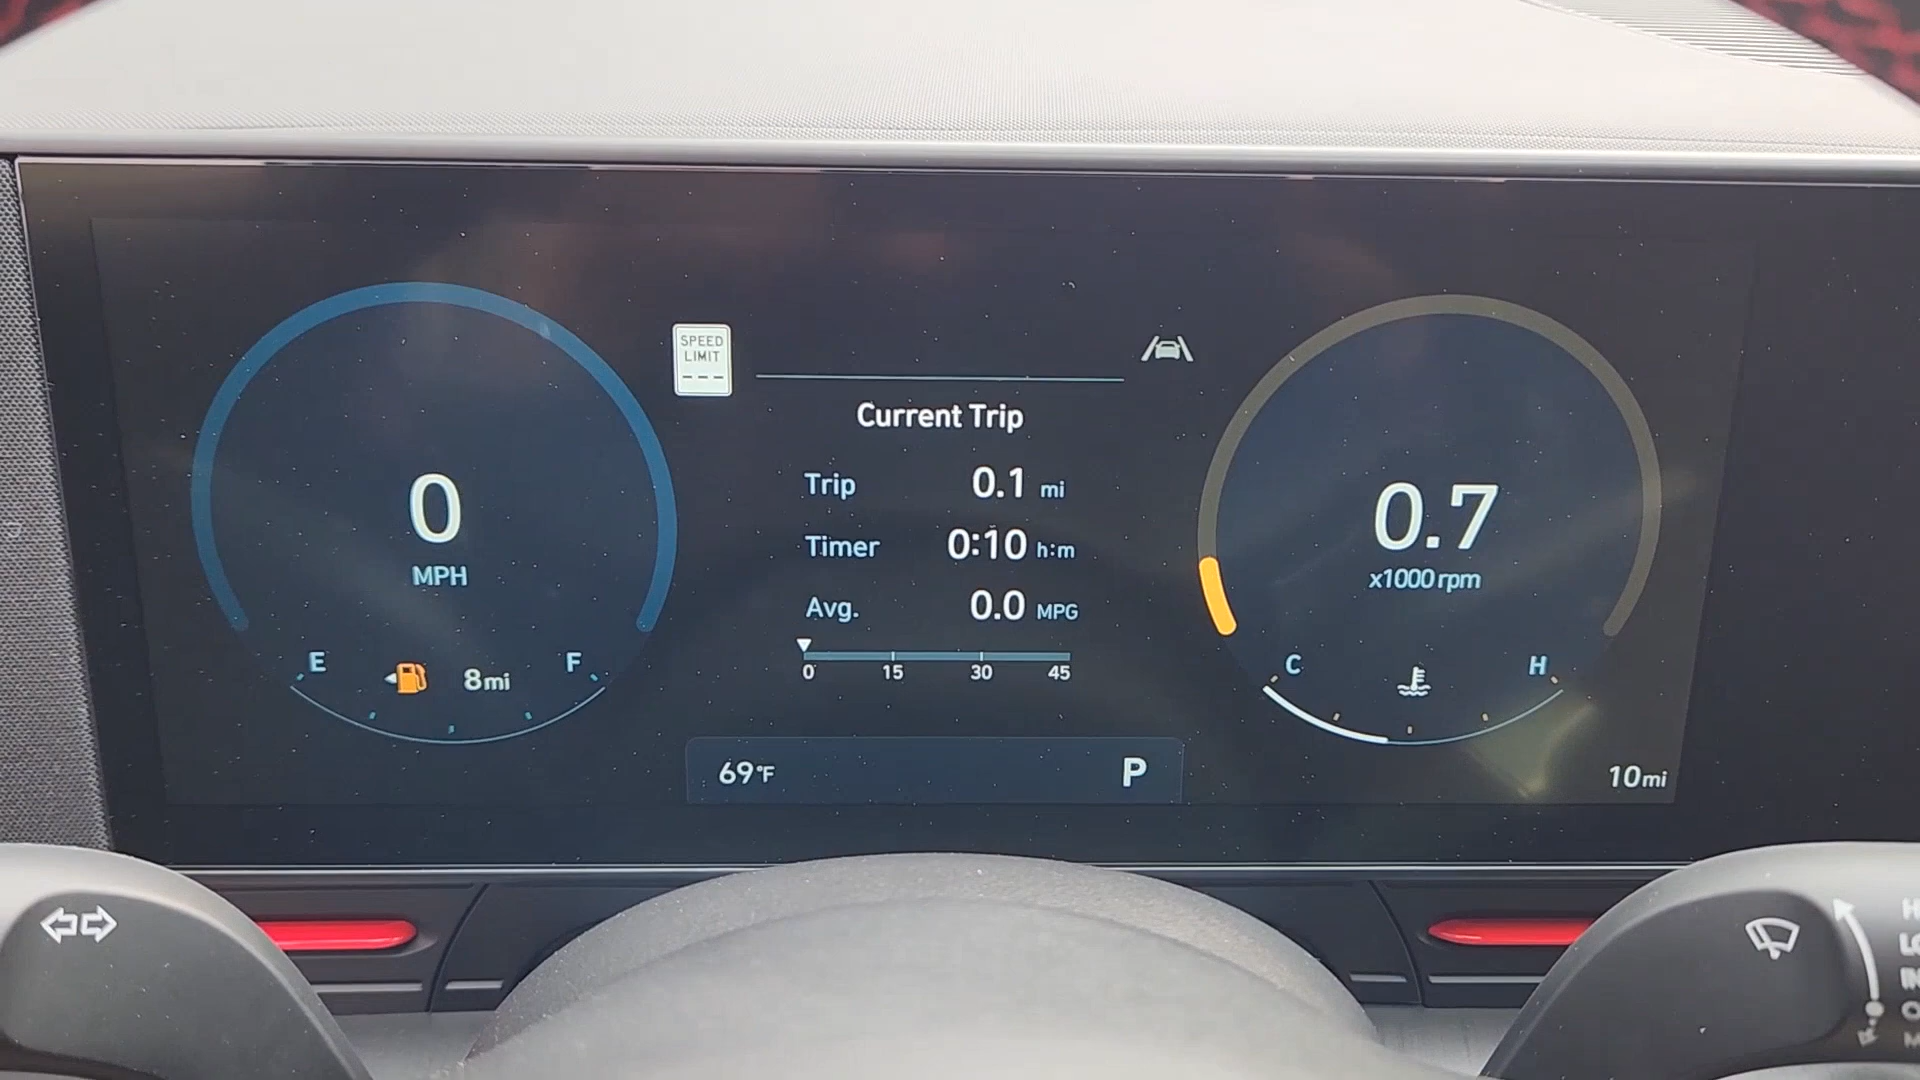 SPEED
LIMIT
---
Current Trip
Trip 0.1 mi
Timer 0:10 h:m
Avg. 0.0 MPG
0 15 30 45
0
MPH
E 8mi F
0.7
x1000 rpm
C H
69°F P
10mi